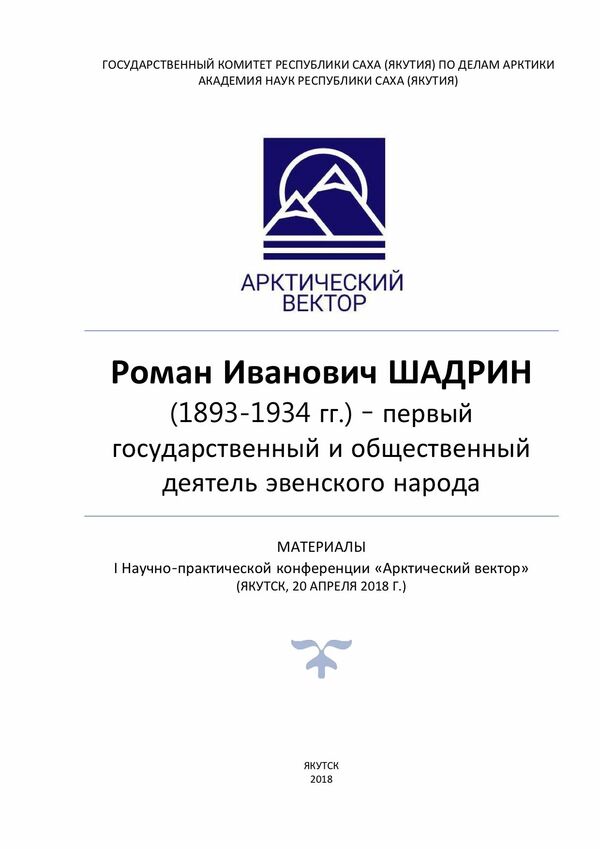 ГОСУДАРСТВЕННЫЙ КОМИТЕТ РЕСПУБЛИКИ САХА (ЯКУТИЯ) ПО ДЕЛАМ АРКТИКИ
АКАДЕМИЯ НАУК РЕСПУБЛИКИ САХА (ЯКУТИЯ)
АРКТИЧЕСКИЙ
ВЕКТОР
Роман Иванович ШАДРИН
(1893-1934 гг.) – первый
государственный и общественный
деятель эвенского народа
МАТЕРИАЛЫ
I Научно-практической конференции «Арктический вектор»
(ЯКУТСК, 20 АПРЕЛЯ 2018 Г.)
ЯКУТСК
2018